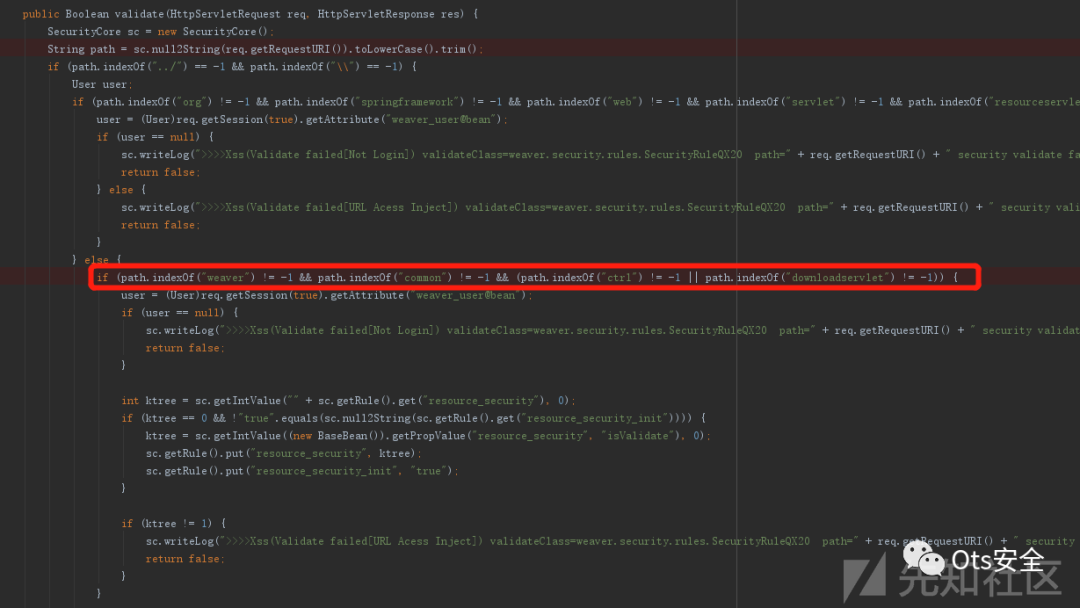 public Boolean validate(HttpServletRequest req, HttpServletResponse res) {
SecurityCore sc = new SecurityCore();
String path = sc.null2String(req.getRequestURI()).toLowerCase().trim();
if (path.indexOf("../") == -1 && path.indexOf("\\") == -1) {
User user;
if (path.indexOf("org") != -1 && path.indexOf("springframework") != -1 && path.indexOf("web") != -1 && path.indexOf("servlet") != -1 && path.indexOf("resourceservle
user = (User)req.getSession(true).getAttribute("weaver_user@bean");
if (user == null) {
sc.writeLog(">>>>Xss(Validate failed[Not Login]) validateClass=weaver.security.rules.SecurityRuleQX20 path=" + req.getRequestURI() + " security validate fa
return false;
} else {
sc.writeLog(">>>>Xss(Validate failed[URL Acess Inject]) validateClass=weaver.security.rules.SecurityRuleQX20 path=" + req.getRequestURI() + " security vali
return false;
}
} else {
if (path.indexOf("weaver") != -1 && path.indexOf("common") != -1 && (path.indexOf("ctrl") != -1 || path.indexOf("downloadservlet") != -1)) {
user = (User)req.getSession(true).getAttribute("weaver_user@bean");
if (user == null) {
sc.writeLog(">>>>Xss(Validate failed[Not Login]) validateClass=weaver.security.rules.SecurityRuleQX20 path=" + req.getRequestURI() + " security validat
return false;
}
int ktree = sc.getIntValue("" + sc.getRule().get("resource_security"), 0);
if (ktree == 0 && !"true".equals(sc.null2String(sc.getRule().get("resource_security_init")))) {
ktree = sc.getIntValue((new BaseBean()).getPropValue("resource_security", "isValidate"), 0);
sc.getRule().put("resource_security", ktree);
sc.getRule().put("resource_security_init", "true");
}
if (ktree != 1) {
sc.writeLog(">>>>Xss(Validate failed[URL Acess Inject]) validateClass=weaver.security.rules.SecurityRuleQX20 path=" + req.getRequestURI() + " security
return false;
}
}
Ots安全
先知社区